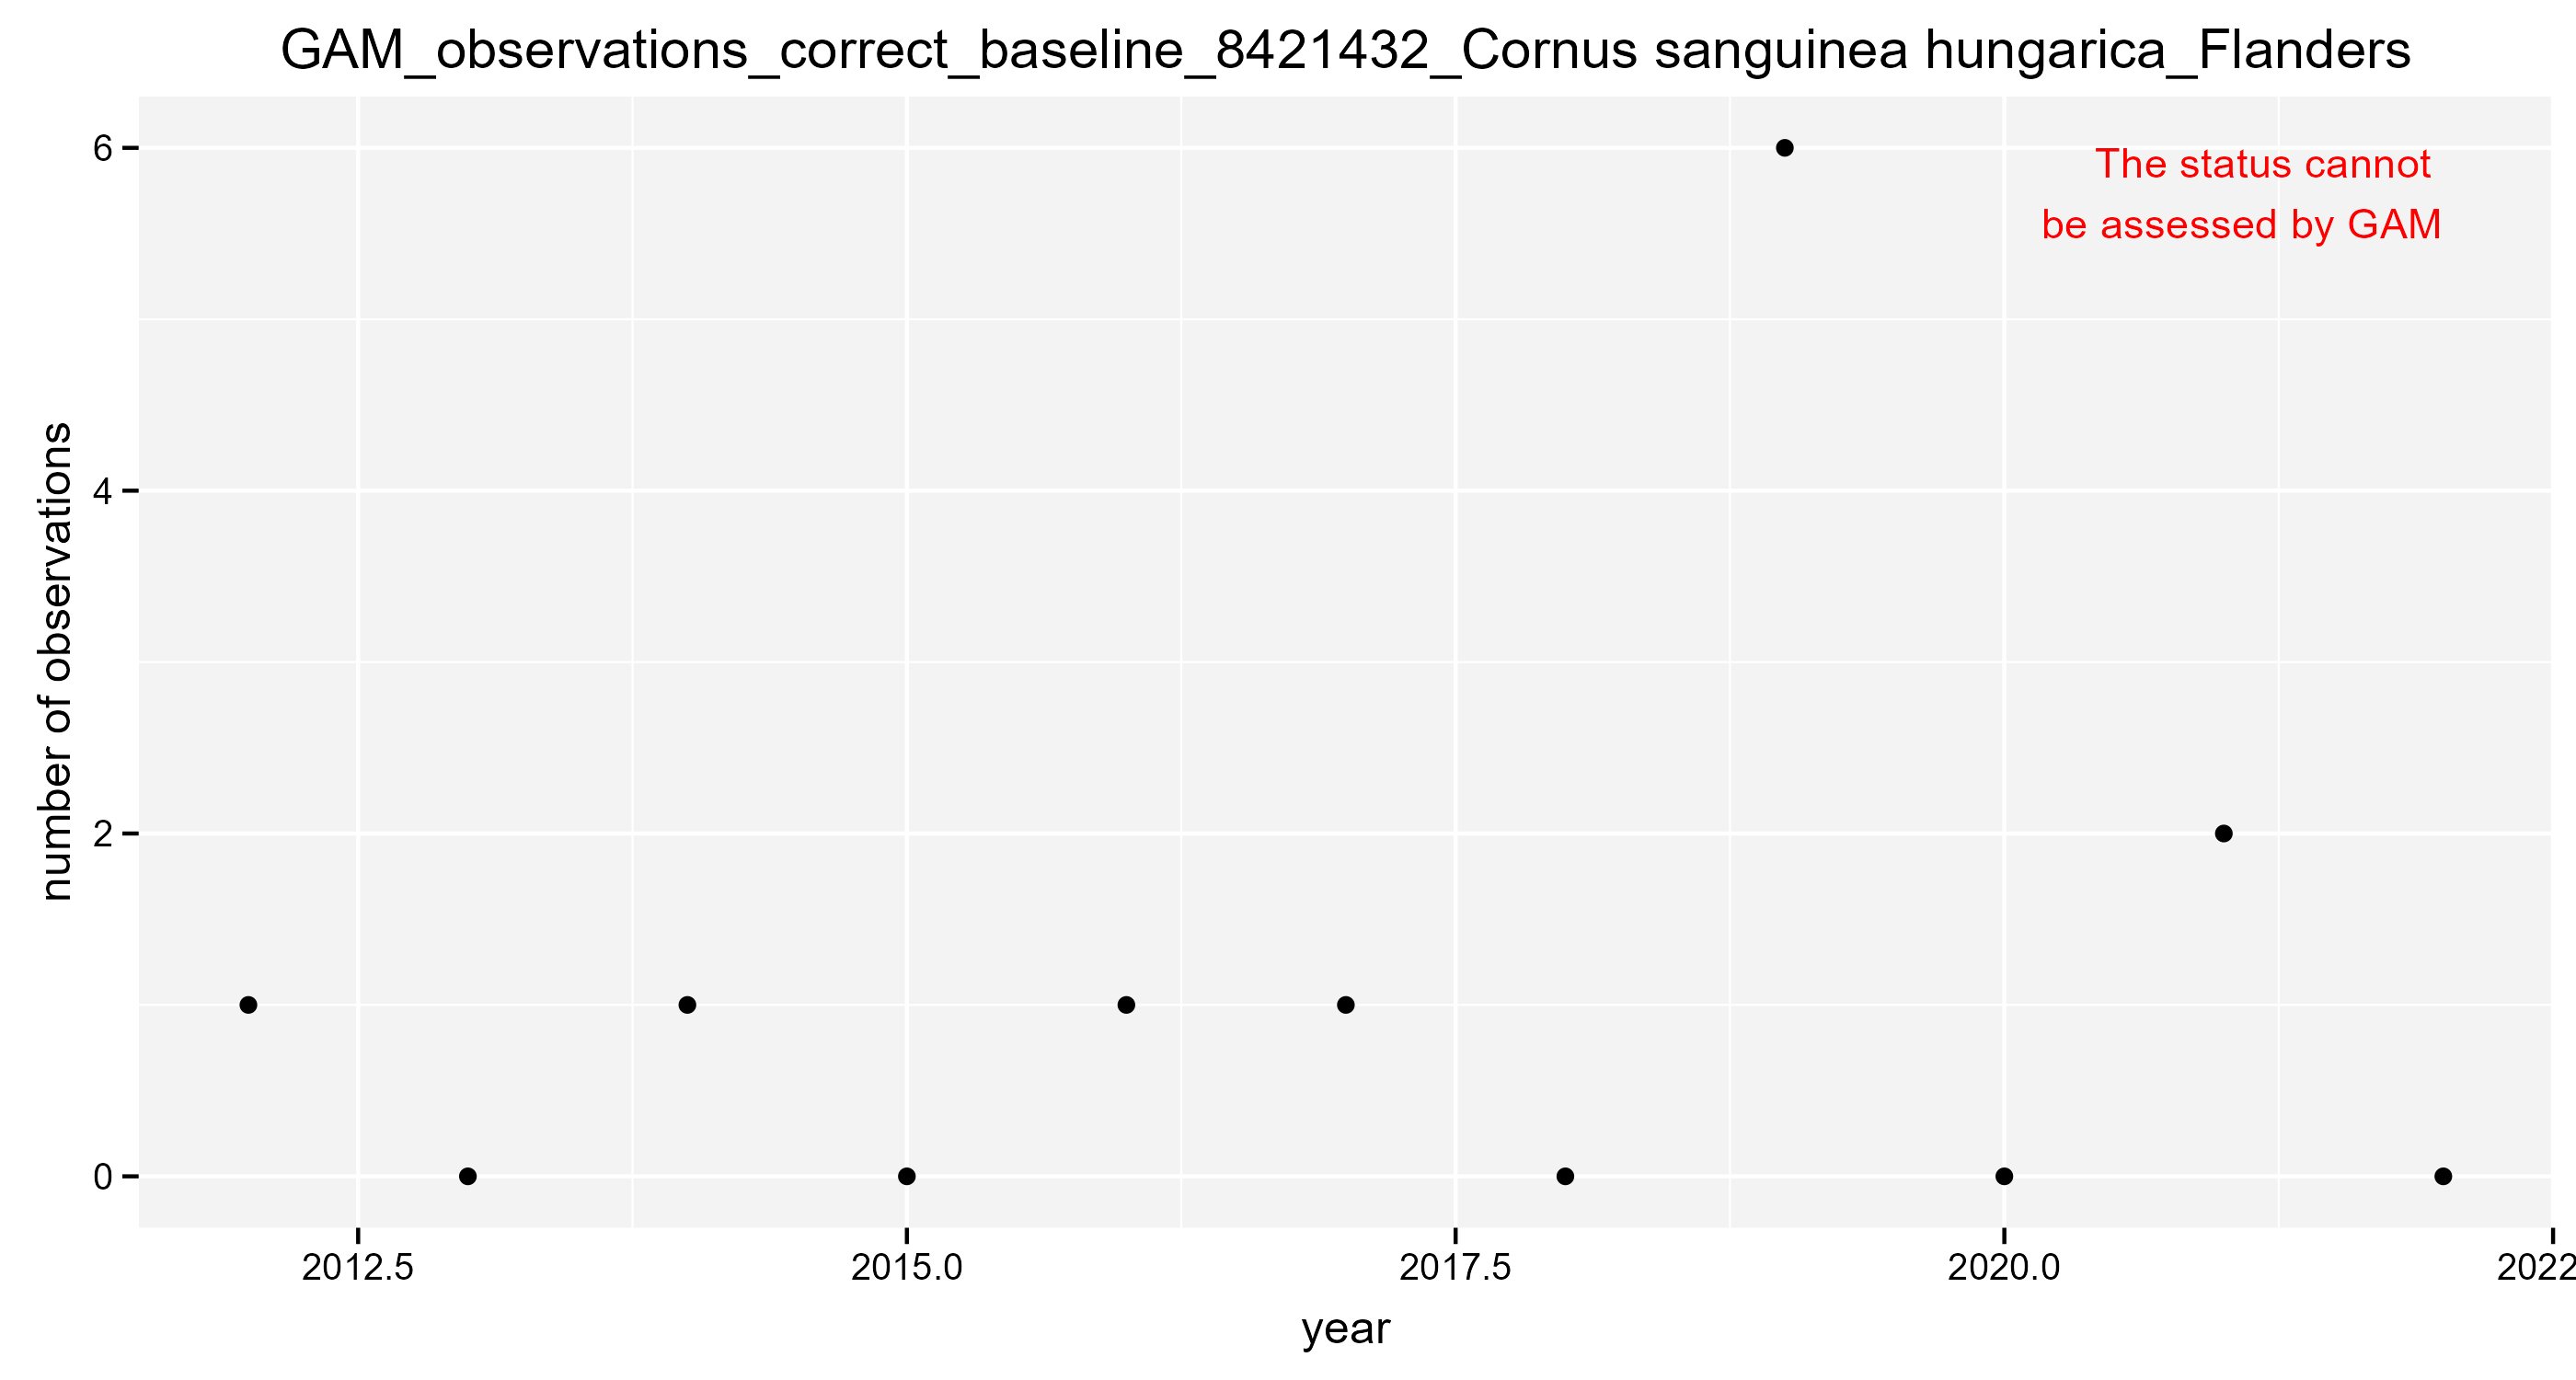 GAM_observations_correct_baseline_8421432_Cornus sanguinea hungarica_Flanders
The status cannot
be assessed by GAM
number of observations
6
4
2
0
2012.5
2015.0
2017.5
2020.0
2022
year